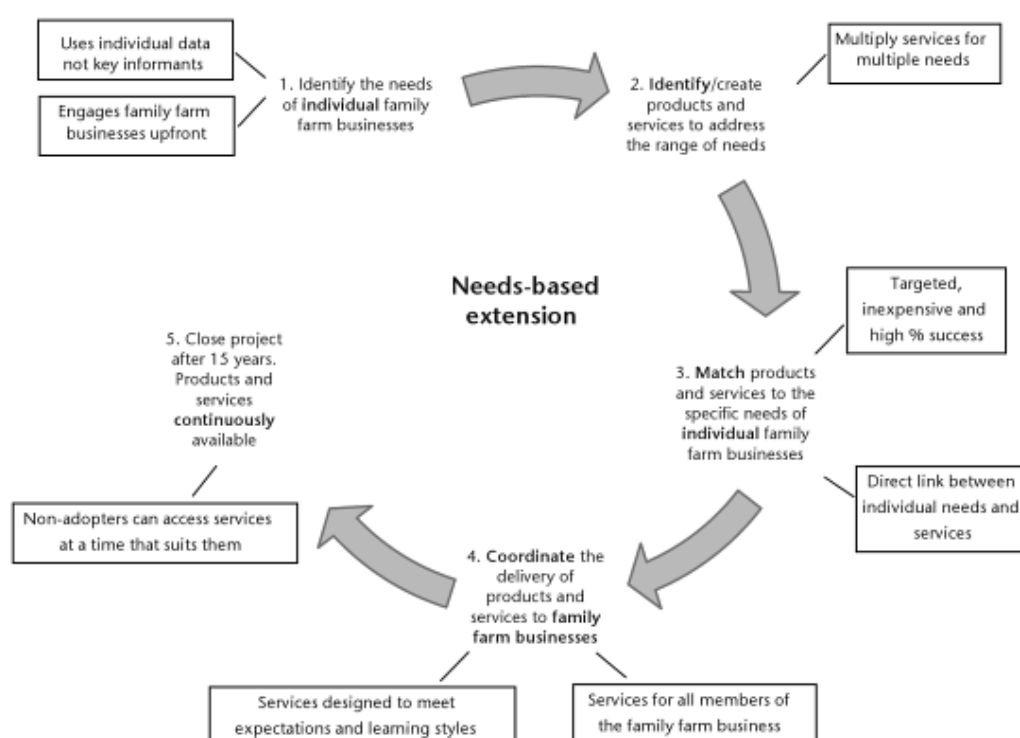 Uses individual data
not key informants
Engages family farm
businesses upfront
1. Identify the needs
of individual family
farm businesses
2. Identify/create
products and
services to address
the range of needs
Multiply services for
multiple needs
Needs-based
extension
Targeted,
inexpensive and
high % success
3. Match products
and services to the
specific needs of
individual family
farm businesses
Direct link between
individual needs and
services
4. Coordinate the
delivery of
products and
services to family
farm businesses
Services designed to meet
expectations and learning styles
Services for all members of
the family farm business
5. Close project
after 15 years.
Products and
services
continuously
available
Non-adopters can access services
at a time that suits them